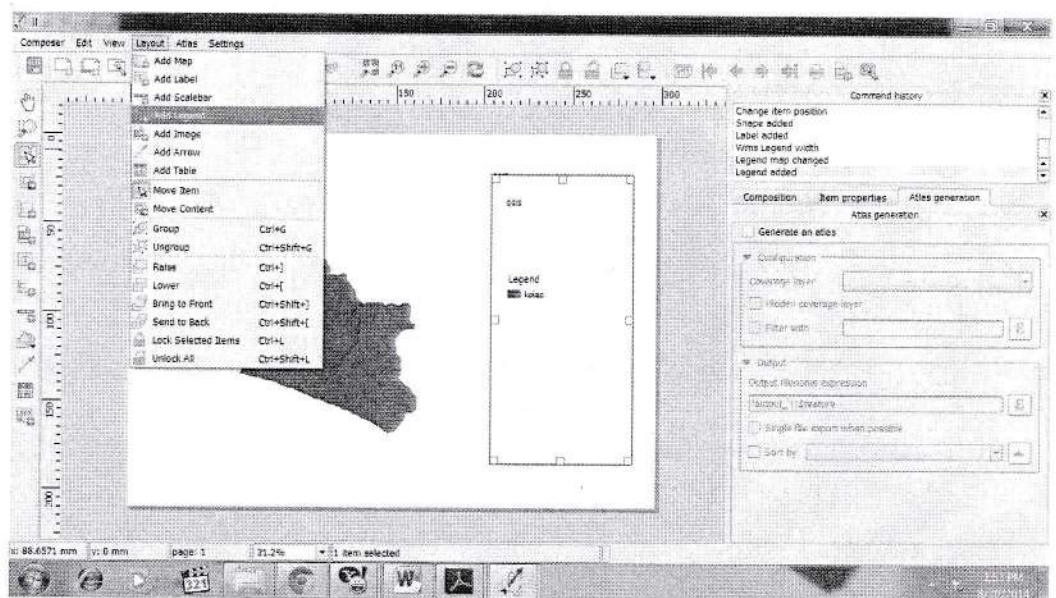 Composer Edit View Layout Atlas Settings
Add Map
Add Label
Add Scalebar
Add Legend
Add Image
Add Arrow
Add Table
Move Item
Move Content
Group Ctrl+G
Ungroup Ctrl+Shift+G
Raise Ctrl+]
Lower Ctrl+[
Bring to Front Ctrl+Shift+]
Send to Back Ctrl+Shift+[
Lock Selected Items Ctrl+L
Unlock All Ctrl+Shift+L
150 200 250 300
0
50
100
150
200
Legend
Command history
Change item position
Shape added
Label added
Wms Legend width
Legend map changed
Legend added
Composition Item properties Atlas generation
Atlas generation
Generate an atlas
Configuration
Coverage layer
Hidden coverage layer
Filter with
Output
Output filename expression
Single file export when possible
Sort by
x: 88.6571 mm y: 0 mm page: 1 31.2% 1 item selected
321
W